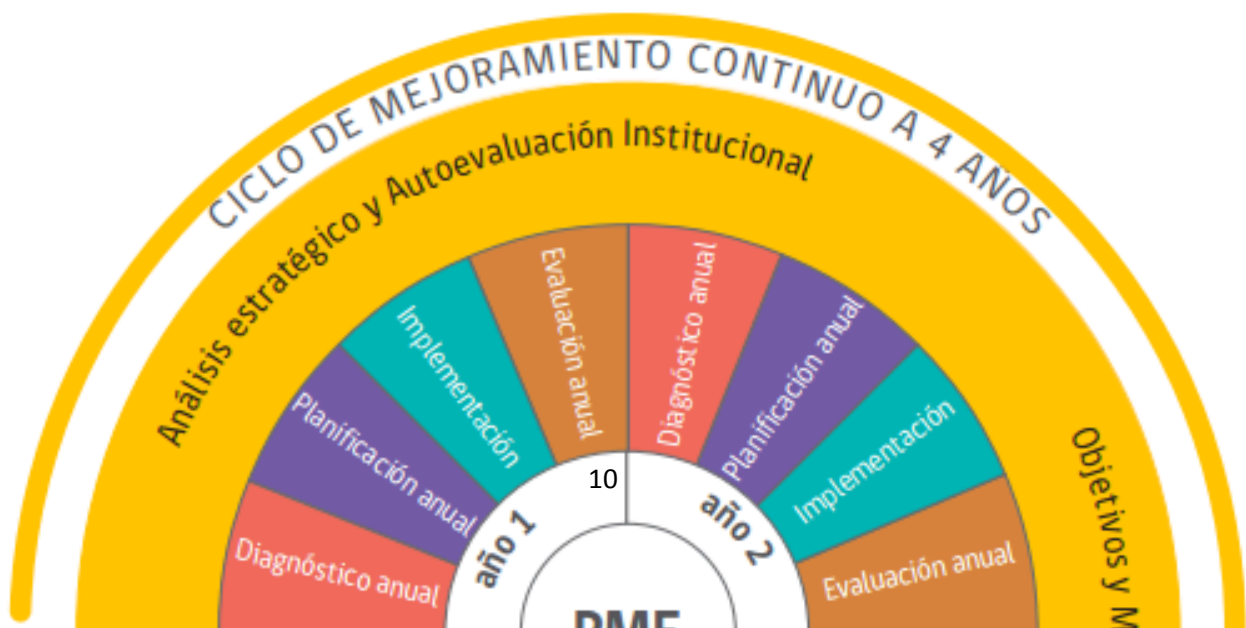 CICLO DE MEJORAMIENTO CONTINUO A 4 AÑOS
Análisis estratégico y Autoevaluación Institucional
Objetivos y M
Diagnóstico anual
Planificación anual
Implementación
Evaluación anual
Diagnóstico anual
Planificación anual
Implementación
Evaluación anual
año 1
10
año 2
PME